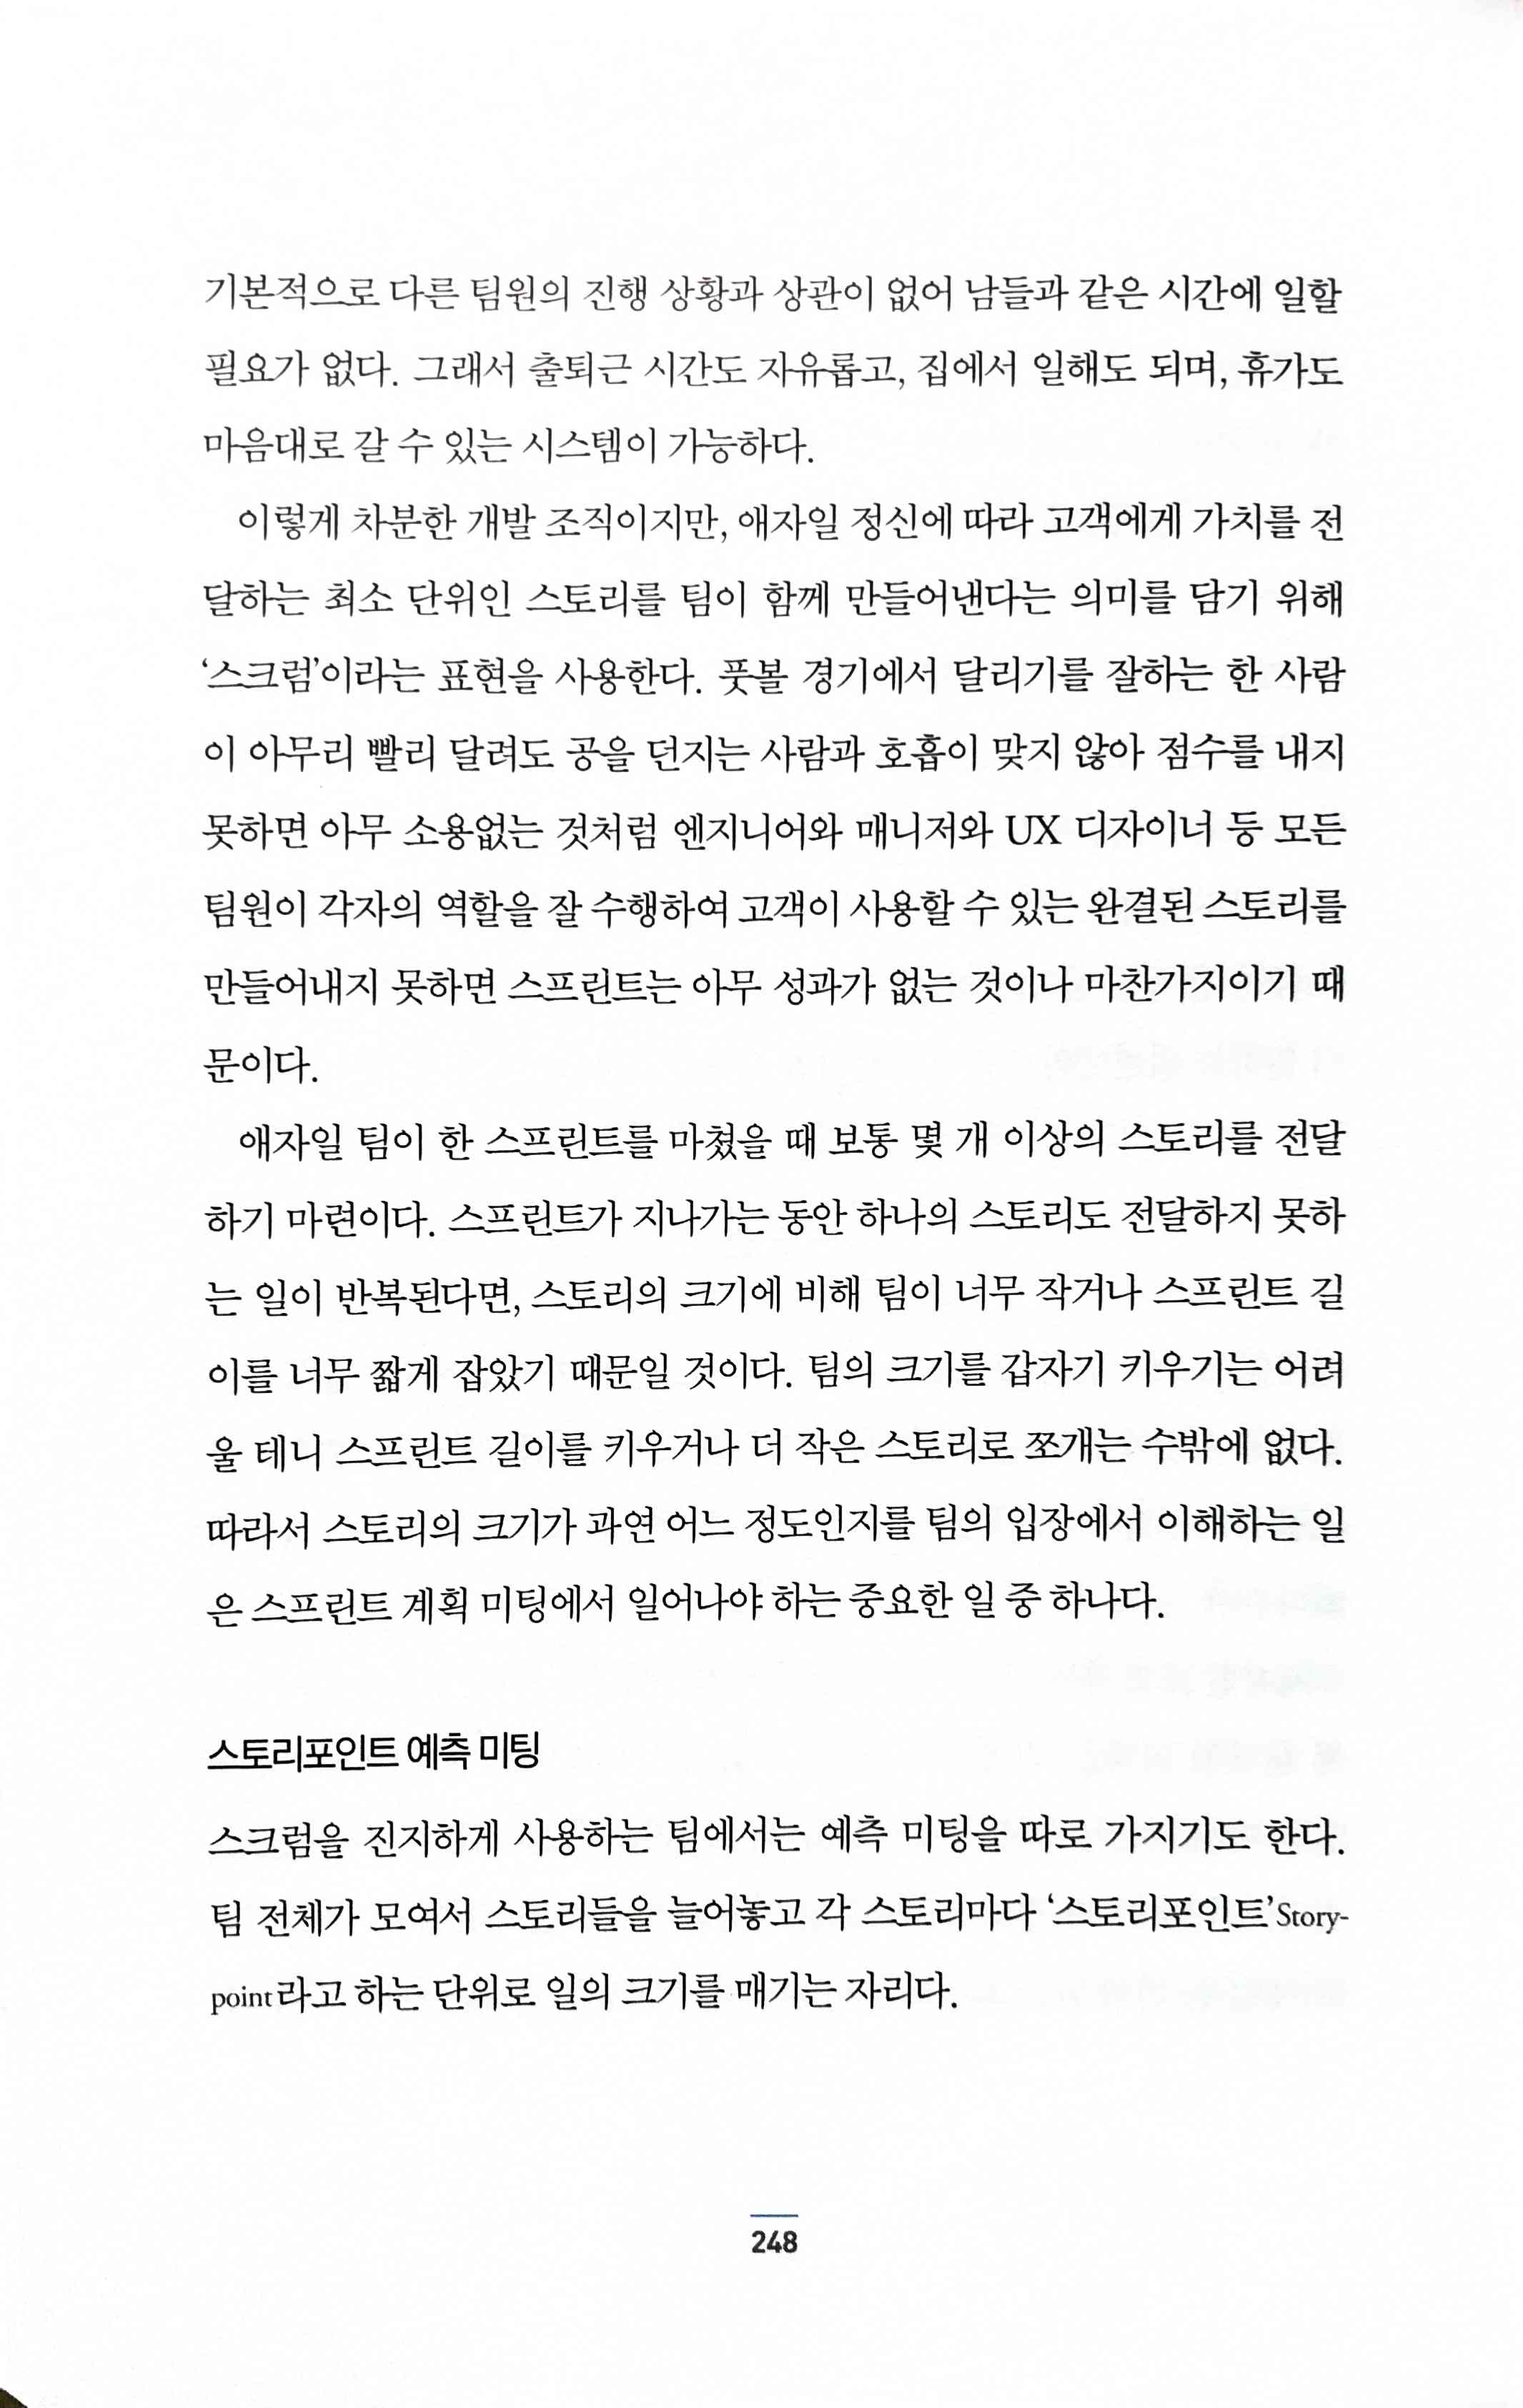 기본적으로 다른 팀원의 진행 상황과 상관이 없어 남들과 같은 시간에 일할
필요가 없다. 그래서 출퇴근 시간도 자유롭고, 집에서 일해도 되며, 휴가도
마음대로 갈 수 있는 시스템이 가능하다.
이렇게 차분한 개발 조직이지만, 애자일 정신에 따라 고객에게 가치를 전
달하는 최소 단위인 스토리를 팀이 함께 만들어낸다는 의미를 담기 위해
‘스크럼’이라는 표현을 사용한다. 풋볼 경기에서 달리기를 잘하는 한 사람
이 아무리 빨리 달려도 공을 던지는 사람과 호흡이 맞지 않아 점수를 내지
못하면 아무 소용없는 것처럼 엔지니어와 매니저와 UX 디자이너 등 모든
팀원이 각자의 역할을 잘 수행하여 고객이 사용할 수 있는 완결된 스토리를
만들어내지 못하면 스프린트는 아무 성과가 없는 것이나 마찬가지이기 때
문이다.
애자일 팀이 한 스프린트를 마쳤을 때 보통 몇 개 이상의 스토리를 전달
하기 마련이다. 스프린트가 지나가는 동안 하나의 스토리도 전달하지 못하
는 일이 반복된다면, 스토리의 크기에 비해 팀이 너무 작거나 스프린트 길
이를 너무 짧게 잡았기 때문일 것이다. 팀의 크기를 갑자기 키우기는 어려
울 테니 스프린트 길이를 키우거나 더 작은 스토리로 쪼개는 수밖에 없다.
따라서 스토리의 크기가 과연 어느 정도인지를 팀의 입장에서 이해하는 일
은 스프린트 계획 미팅에서 일어나야 하는 중요한 일 중 하나다.
스토리포인트 예측 미팅
스크럼을 진지하게 사용하는 팀에서는 예측 미팅을 따로 가지기도 한다.
팀 전체가 모여서 스토리들을 늘어놓고 각 스토리마다 ‘스토리포인트’Story-
point라고 하는 단위로 일의 크기를 매기는 자리다.
248